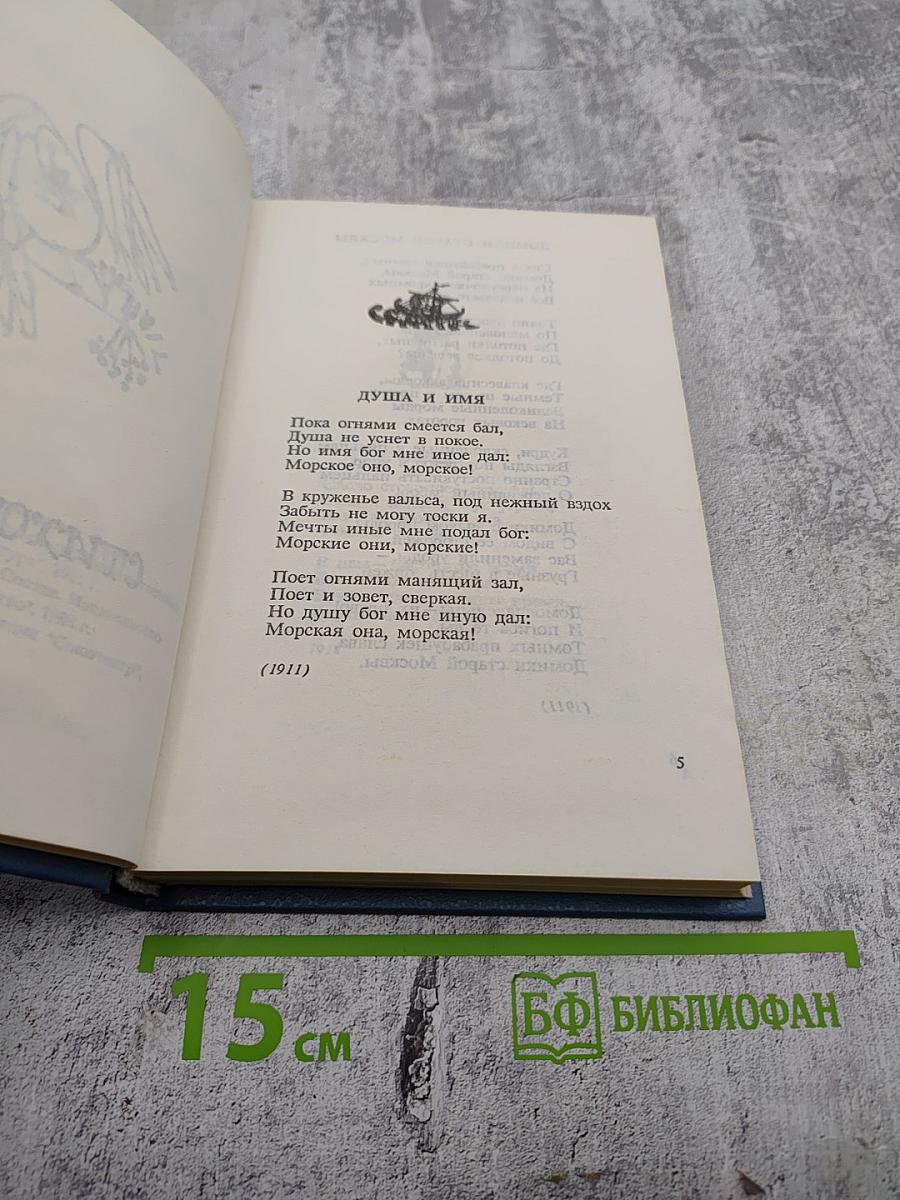 ДУША И ИМЯ
Пока огнями смеется бал,
Душа не уснет в покое.
Но имя бог мне иное дал:
Морское оно, морское!
В круженье вальса, под нежный вздох
Забыть не могу тоски я.
Мечты иные мне подал бог:
Морские они, морские!
Поет огнями манящий зал,
Поет и зовет, сверкая.
Но душу бог мне иную дал:
Морская она, морская!
(1911)
5
15 см
БФ БИБЛИОФАН